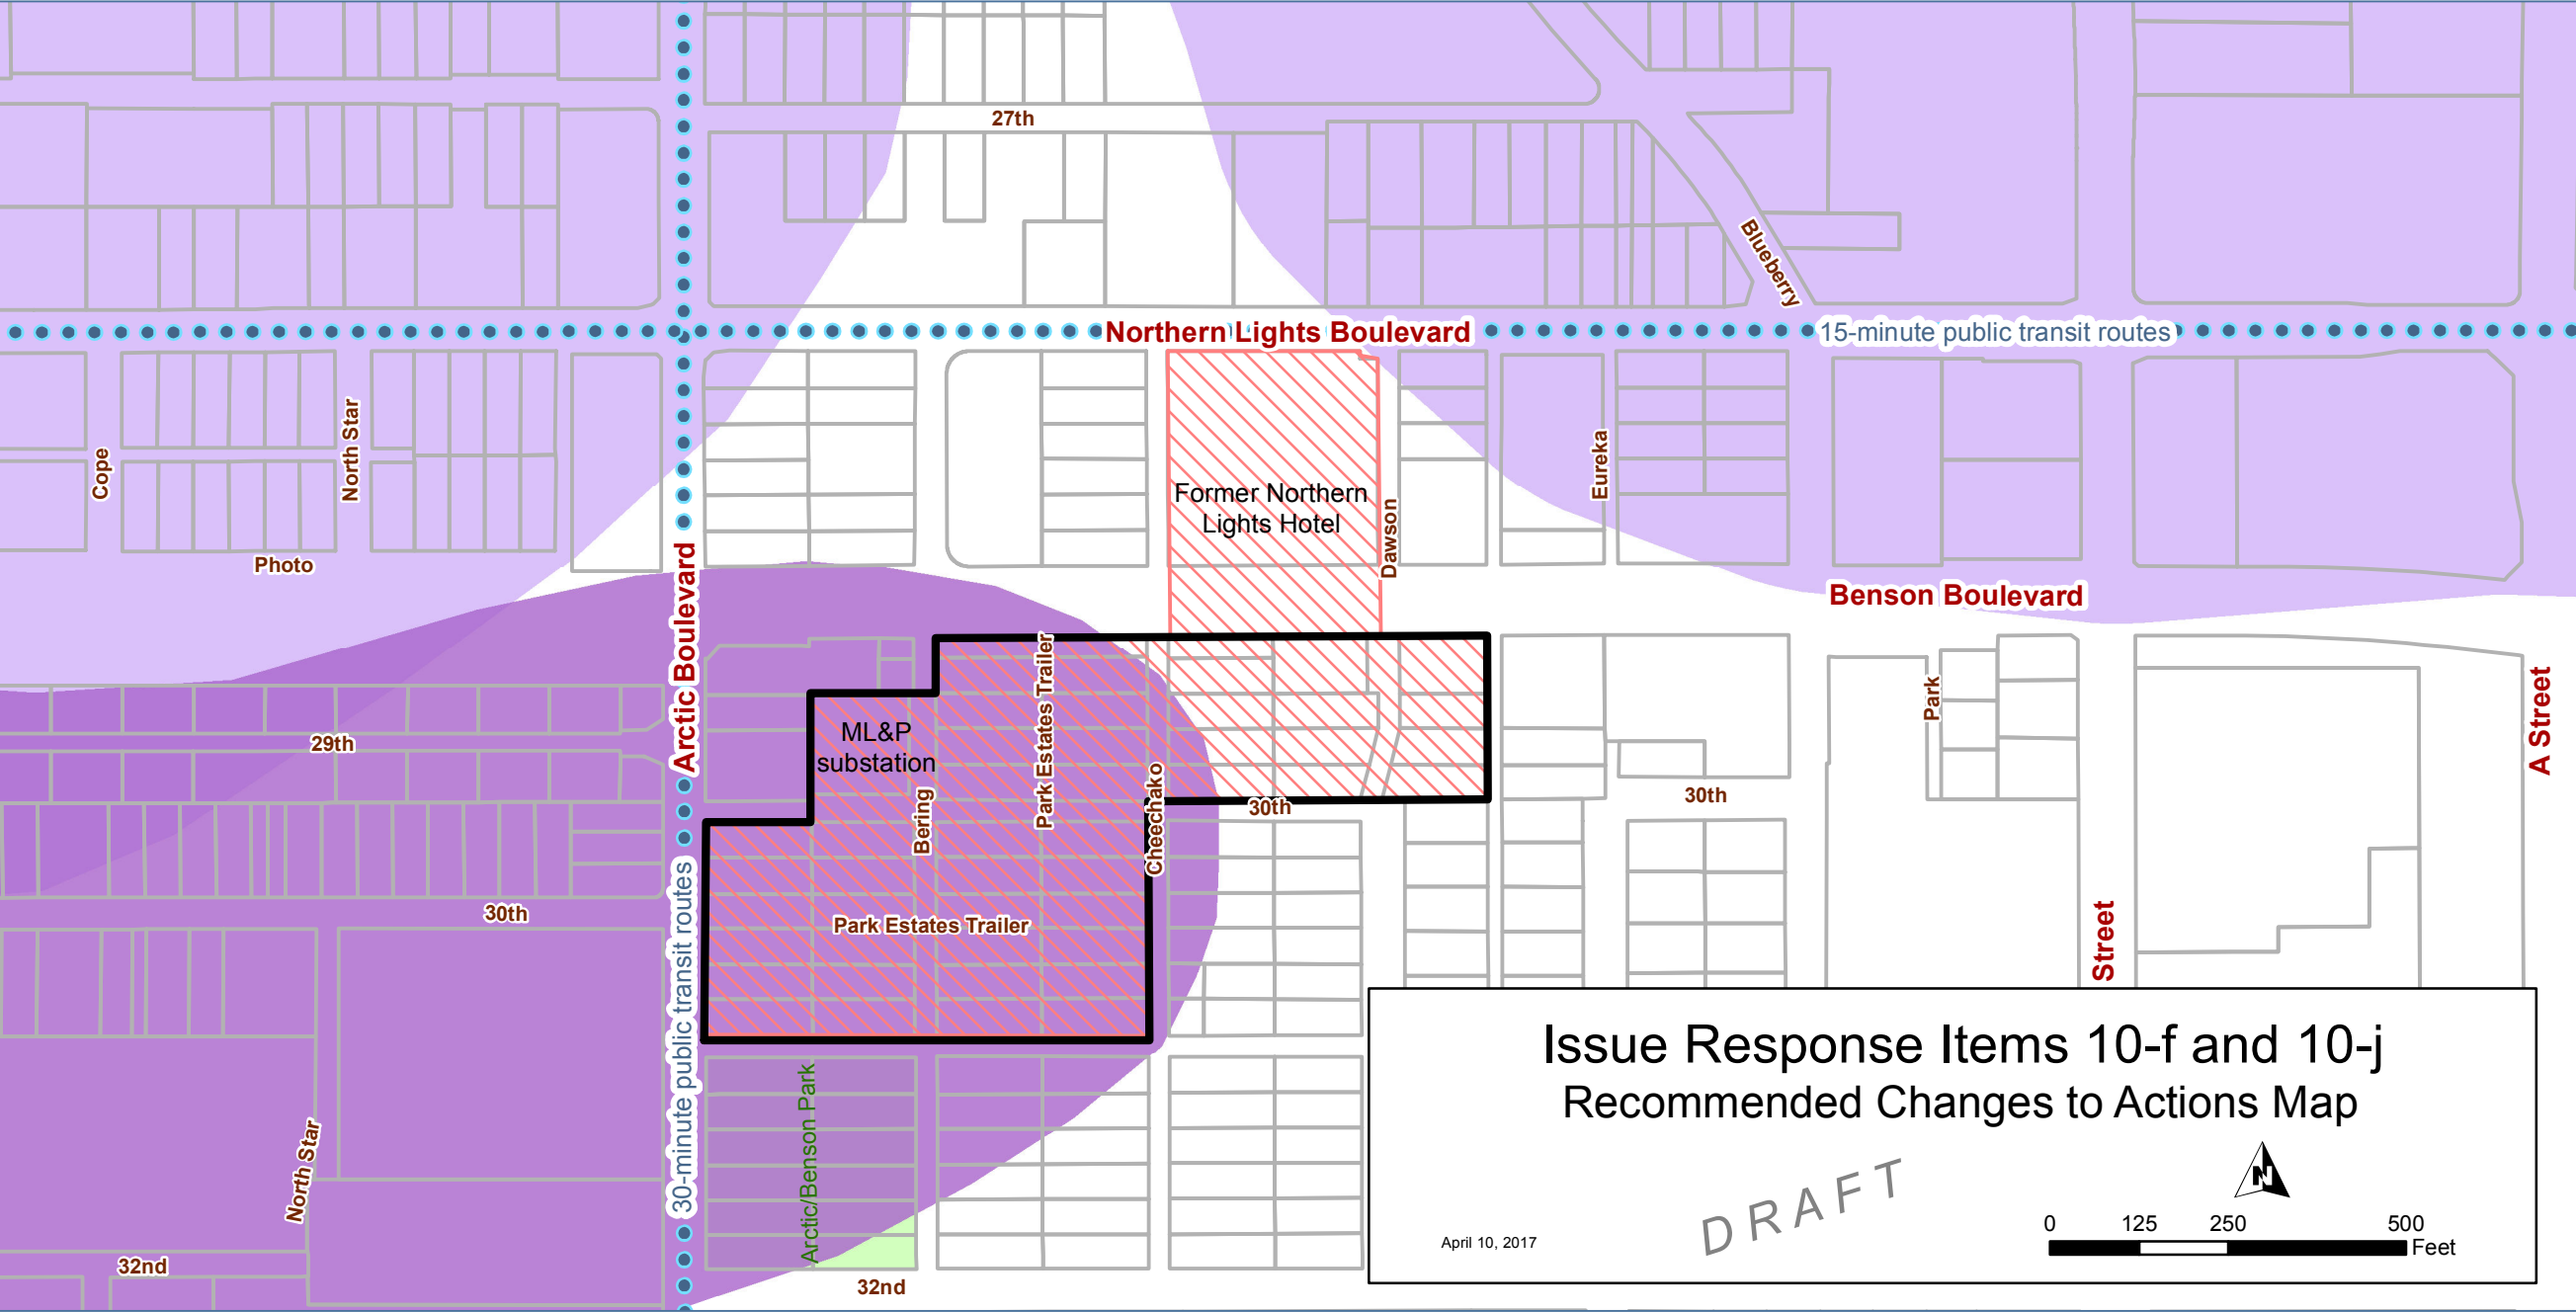 27th
Blueberry
Northern Lights Boulevard
15-minute public transit routes
Cope
North Star
Eureka
Former Northern
Lights Hotel
Dawson
Photo
Arctic Boulevard
Benson Boulevard
Park Estates Trailer
Park
A Street
29th
ML&P
substation
Bering
Cheechako
30th
30th
30th
Park Estates Trailer
Street
30-minute public transit routes
Arctic/Benson Park
North Star
32nd
32nd
Issue Response Items 10-f and 10-j
Recommended Changes to Actions Map
DRAFT
N
April 10, 2017
0 125 250 500
Feet